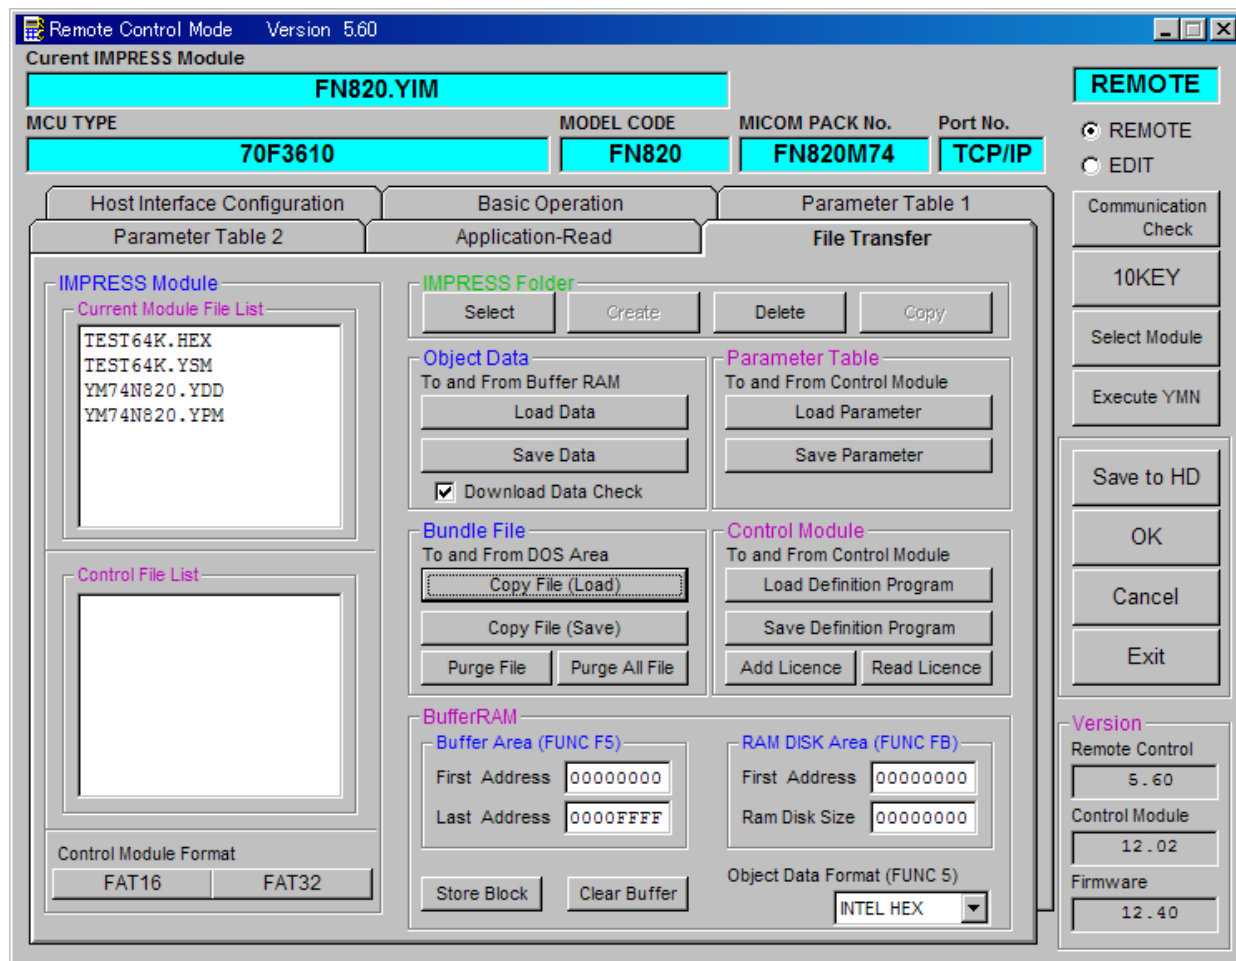 Remote Control Mode Version 5.60
Curent IMPRESS Module
FN820.YIM
REMOTE
MCU TYPE MODEL CODE MICOM PACK No. Port No.
70F3610 FN820 FN820M74 TCP/IP
REMOTE
EDIT
Host Interface Configuration Basic Operation Parameter Table 1
Parameter Table 2 Application-Read File Transfer
Communication
Check
10KEY
Select Module
Execute YMN
Save to HD
OK
Cancel
Exit
IMPRESS Module
Current Module File List
TEST64K.HEX
TEST64K.YSM
YM74N820.YDD
YM74N820.YPM
Control File List
Control Module Format
FAT16 FAT32
IMPRESS Folder
Select Create Delete Copy
Object Data
To and From Buffer RAM
Load Data
Save Data
Download Data Check
Parameter Table
To and From Control Module
Load Parameter
Save Parameter
Bundle File
To and From DOS Area
Copy File (Load)
Copy File (Save)
Purge File Purge All File
Control Module
To and From Control Module
Load Definition Program
Save Definition Program
Add Licence Read Licence
BufferRAM
Buffer Area (FUNC F5)
First Address 00000000
Last Address 0000FFFF
RAM DISK Area (FUNC FB)
First Address 00000000
Ram Disk Size 00000000
Store Block Clear Buffer
Object Data Format (FUNC 5)
INTEL HEX
Version
Remote Control
5.60
Control Module
12.02
Firmware
12.40